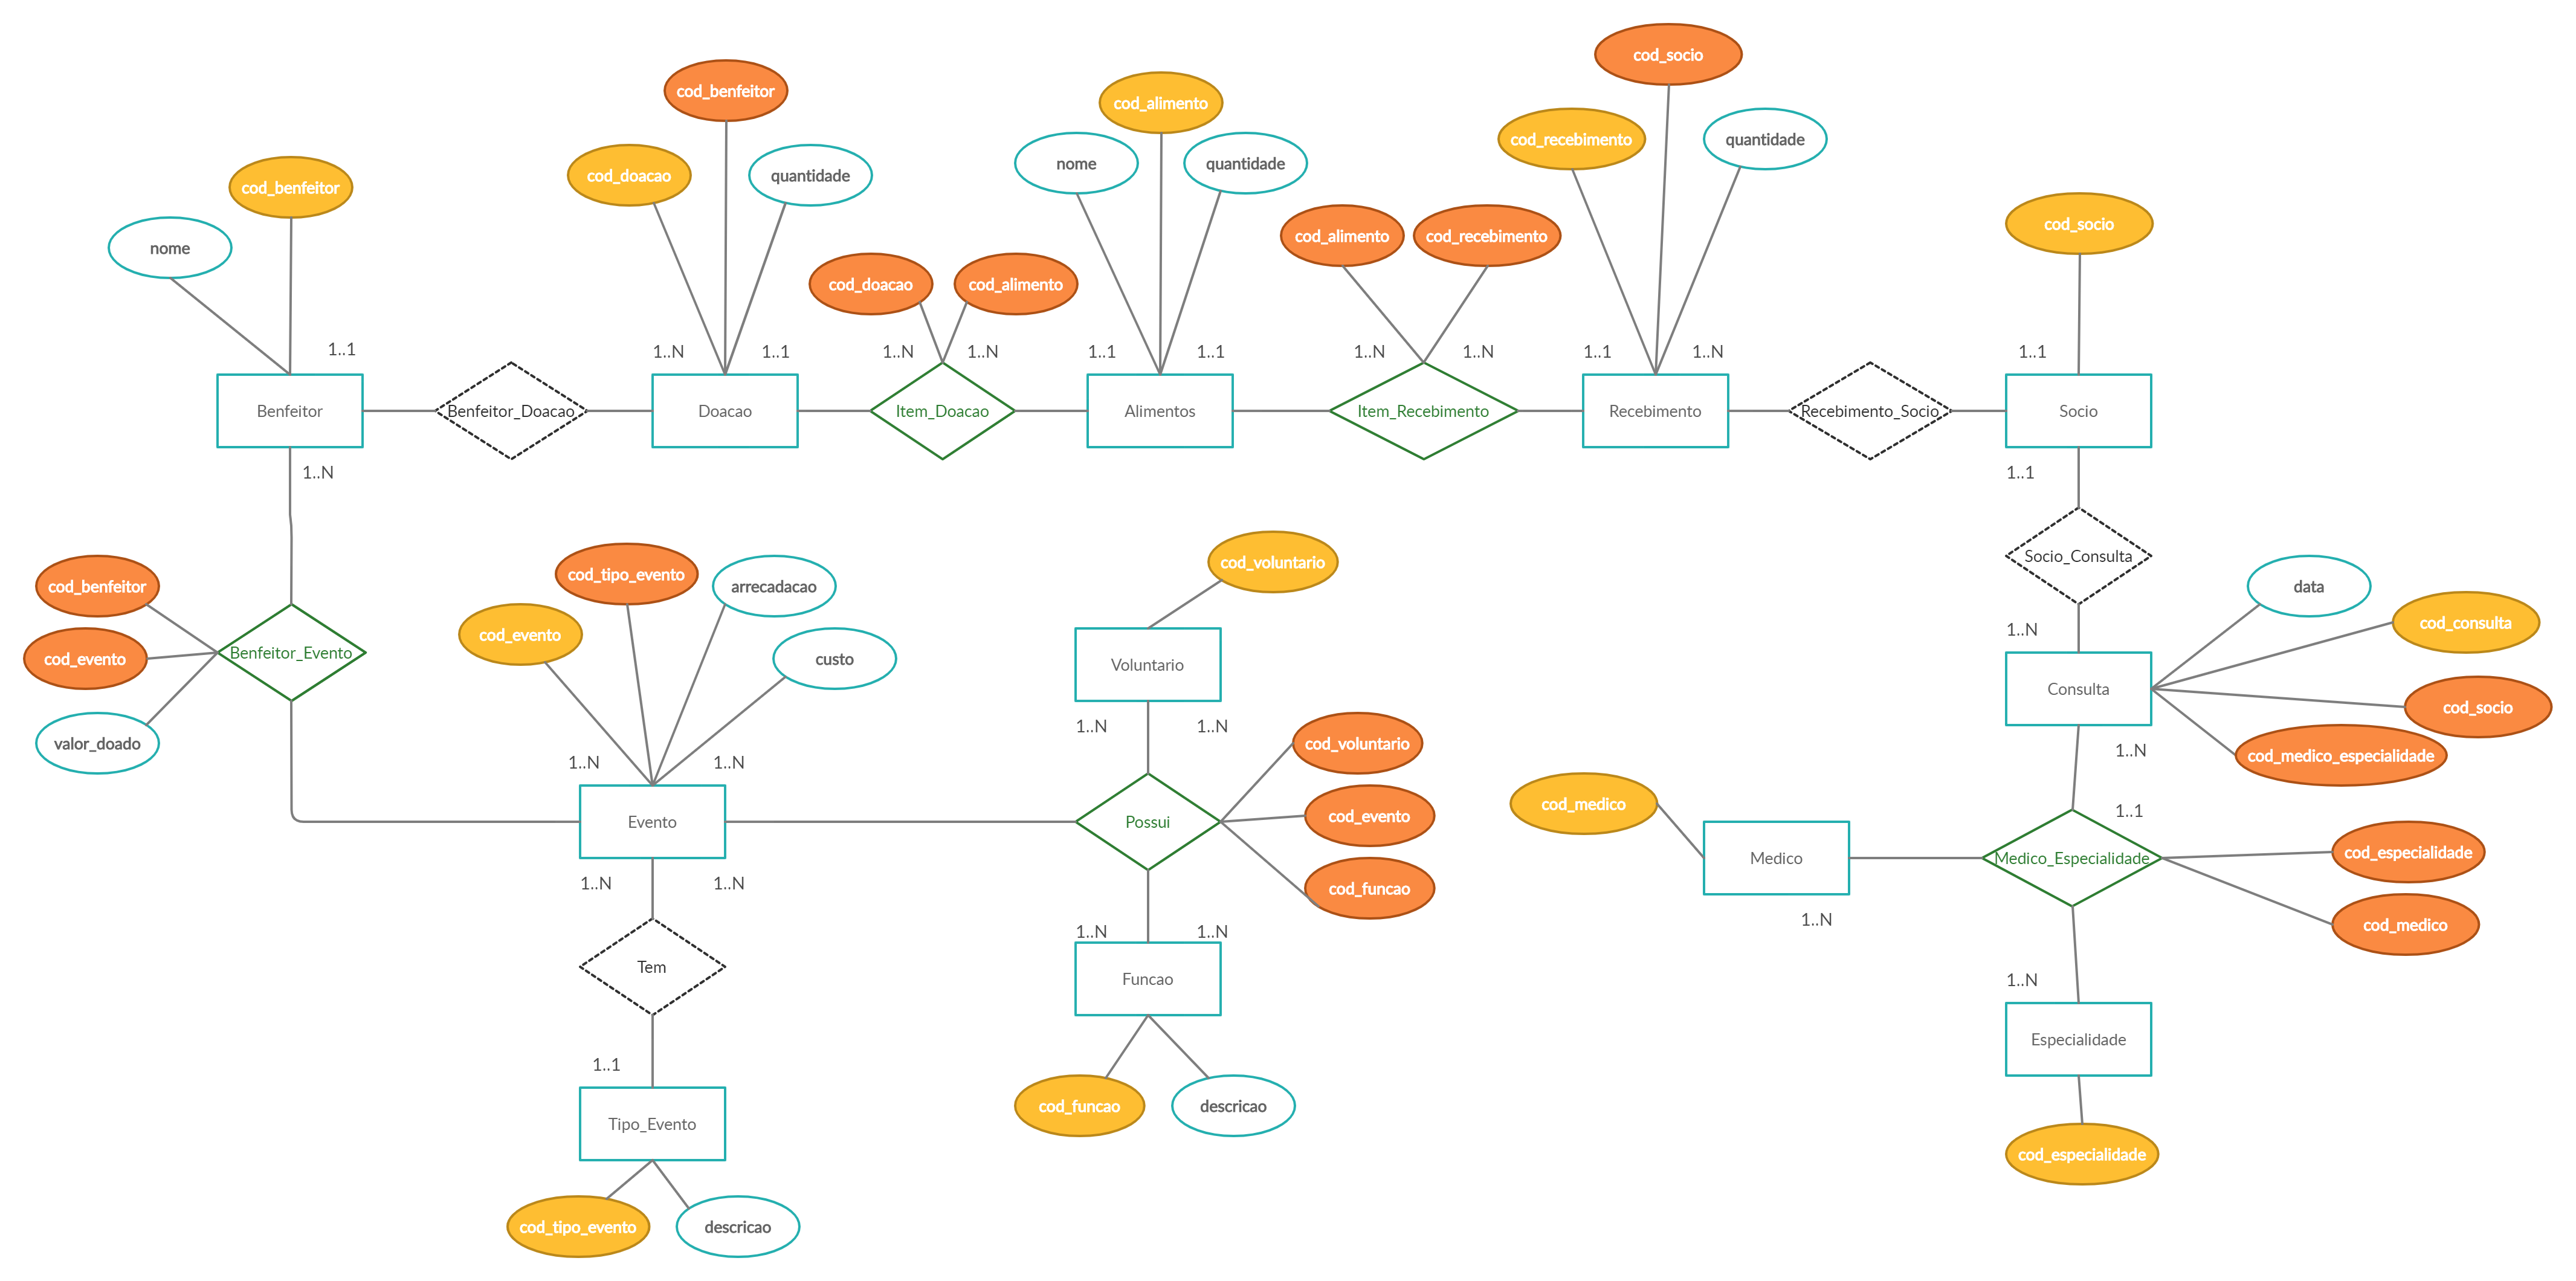 cod_socio
cod_benfeitor
cod_alimento
cod_recebimento
quantidade
nome
quantidade
cod_doacao
quantidade
cod_benfeitor
cod_socio
cod_alimento
cod_recebimento
nome
cod_doacao
cod_alimento
1..1
1..N
1..1
1..N
1..N
1..1
1..1
1..N
1..N
1..1
1..N
1..1
Benfeitor
Benfeitor_Doacao
Doacao
Item_Doacao
Alimentos
Item_Recebimento
Recebimento
Recebimento_Socio
Socio
1..N
1..1
Socio_Consulta
cod_voluntario
cod_tipo_evento
cod_benfeitor
arrecadacao
data
cod_consulta
1..N
cod_evento
Benfeitor_Evento
cod_evento
custo
Voluntario
Consulta
cod_socio
1..N
1..N
valor_doado
cod_voluntario
1..N
cod_medico_especialidade
1..N
1..N
cod_medico
1..1
Evento
Possui
cod_evento
Medico
Medico_Especialidade
cod_especialidade
1..N
1..N
cod_funcao
1..N
cod_medico
1..N
1..N
Tem
Funcao
1..N
Especialidade
1..1
cod_funcao
descricao
Tipo_Evento
cod_especialidade
cod_tipo_evento
descricao